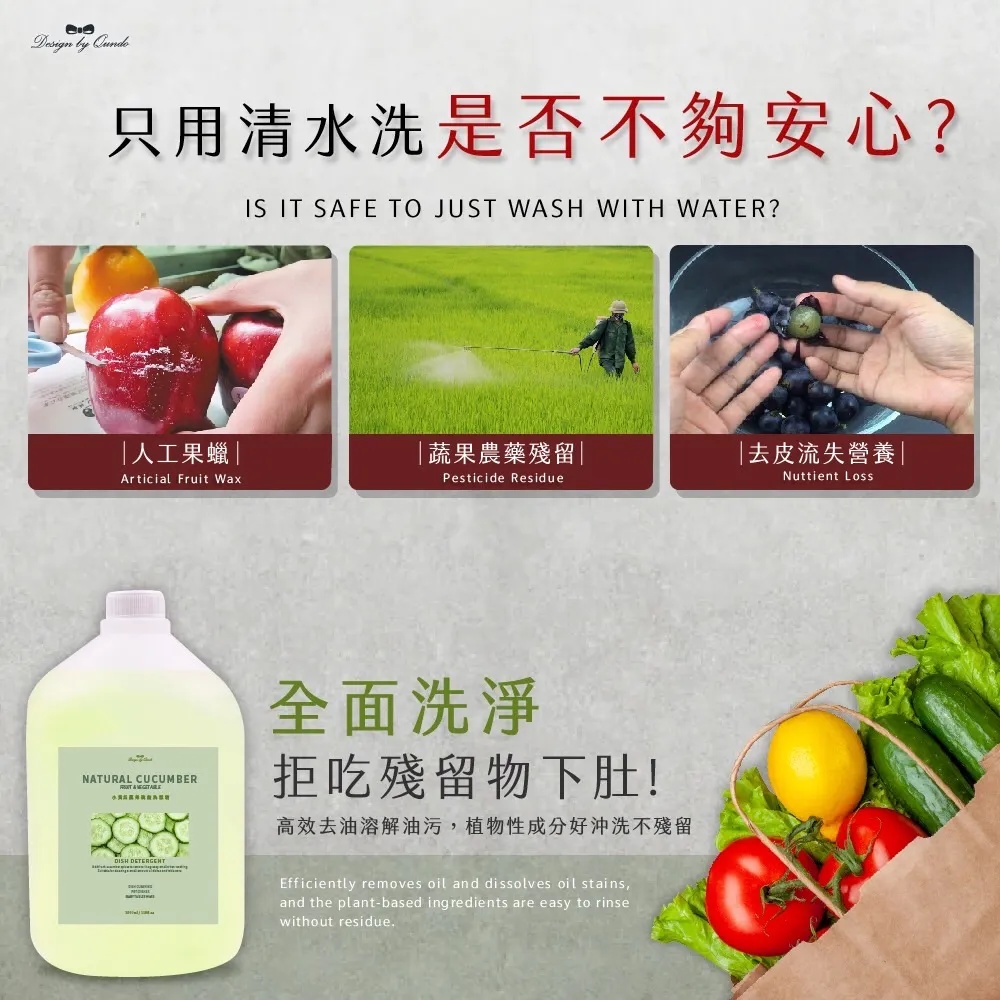 Design by Qundo
只用清水洗是否不夠安心？
IS IT SAFE TO JUST WASH WITH WATER?
|人工果蠟|
Articial Fruit Wax
|蔬果農藥殘留|
Pesticide Residue
|去皮流失營養|
Nuttient Loss
NATURAL CUCUMBER
FRUIT & VEGETABLE
DISH DETERGENT
全面洗淨
拒吃殘留物下肚!
高效去油溶解油污，植物性成分好沖洗不殘留
Efficiently removes oil and dissolves oil stains,
and the plant-based ingredients are easy to rinse
without residue.